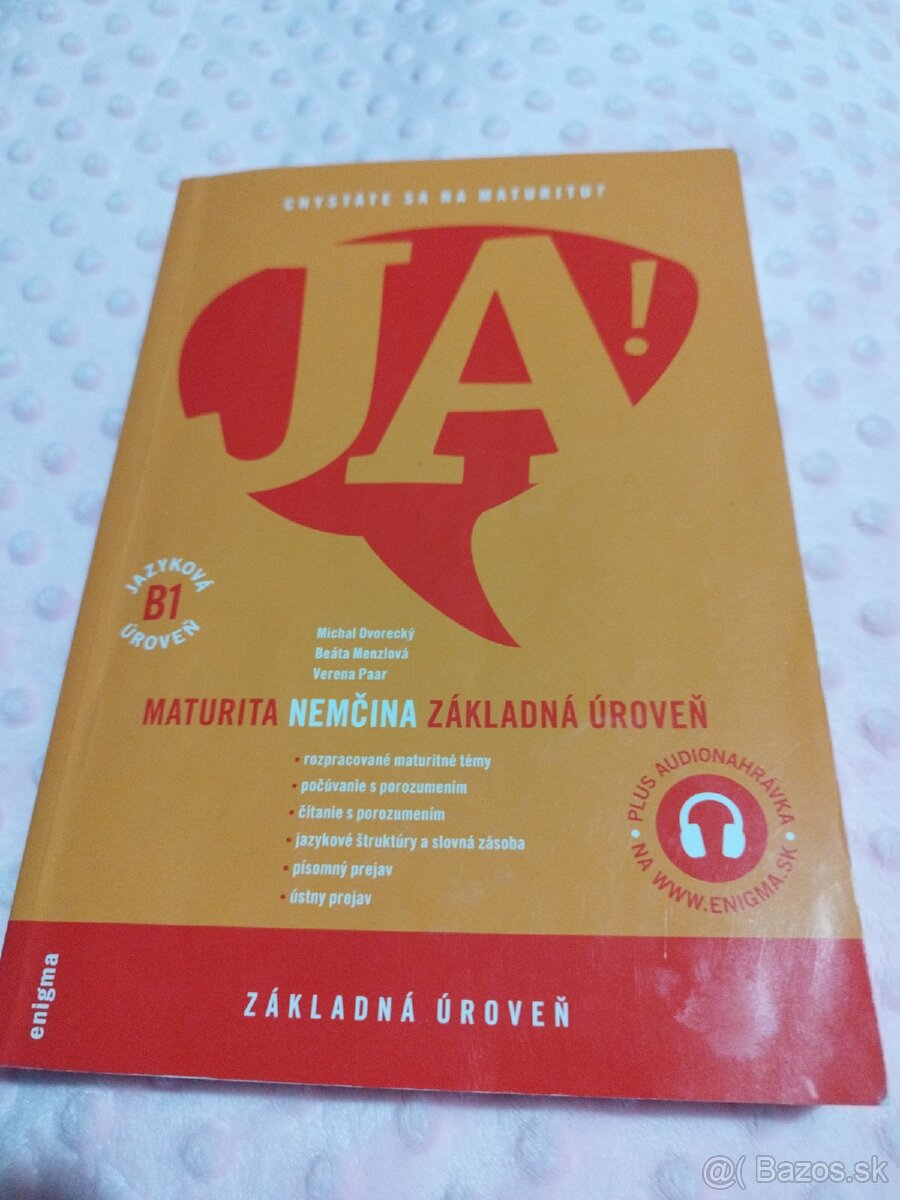 CHYSTÁTE SA NA MATURITU?
JA!
JAZYKOVÁ
B1
ÚROVEŇ
Michal Dvorecký
Beáta Menzlová
Verena Paar
MATURITA NEMČINA ZÁKLADNÁ ÚROVEŇ
• rozpracované maturitné témy
• počúvanie s porozumením
• čítanie s porozumením
• jazykové štruktúry a slovná zásoba
• písomný prejav
• ústny prejav
• PLUS AUDIONAHRÁVKA •
NA WWW.ENIGMA.SK
enigma
ZÁKLADNÁ ÚROVEŇ
@( Bazos.sk